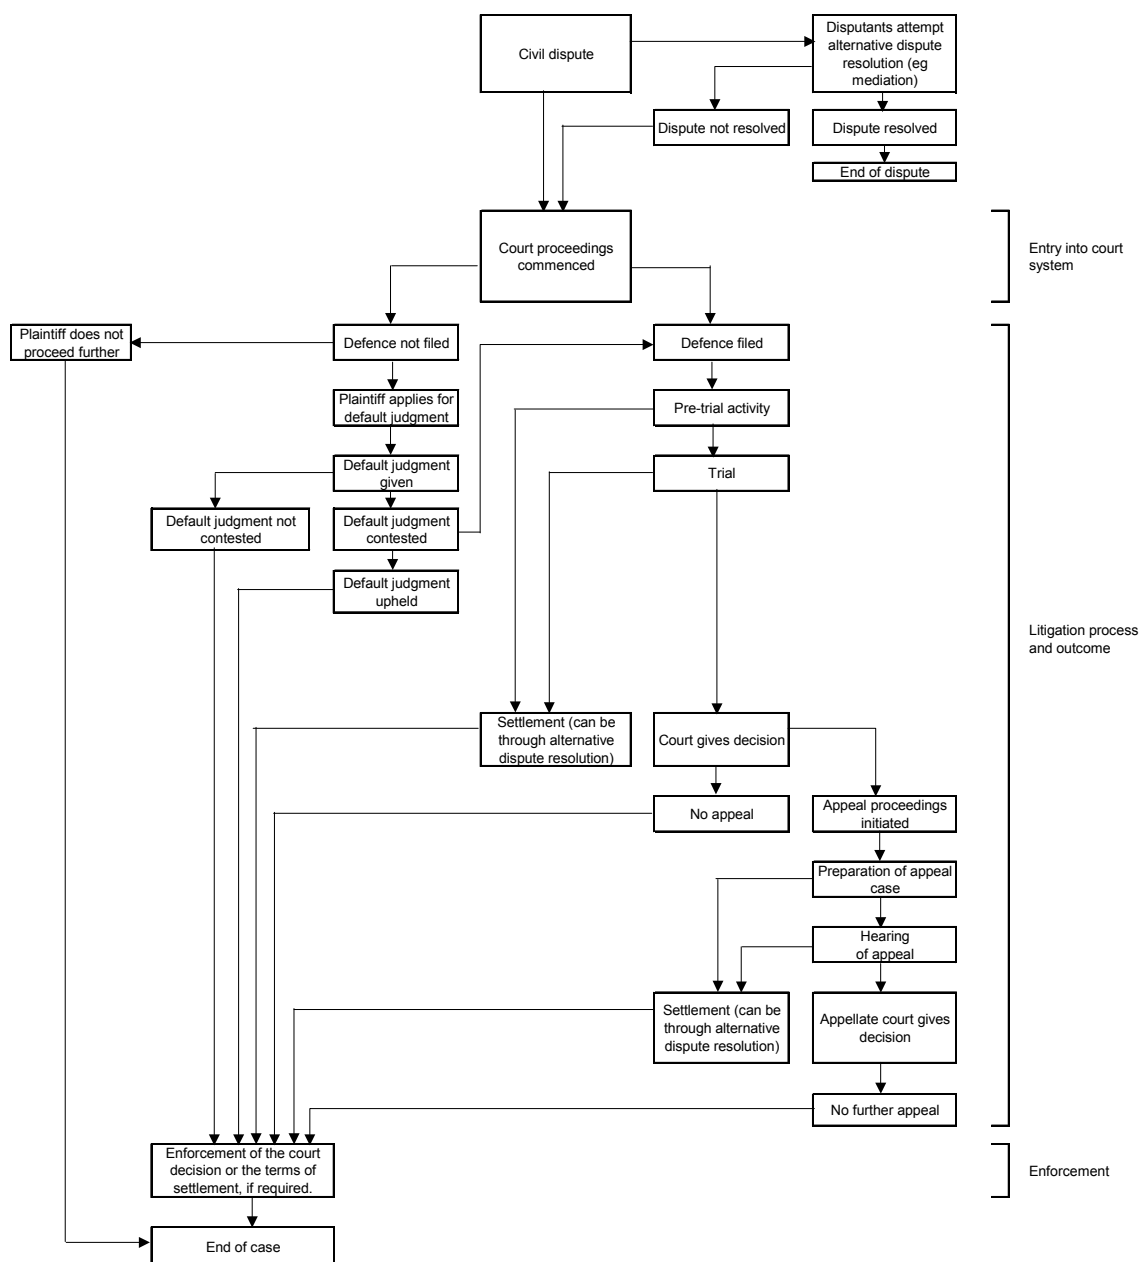 Civil dispute
Disputants attempt
alternative dispute
resolution (eg
mediation)
Dispute not resolved
Dispute resolved
End of dispute
Court proceedings
commenced
Entry into court
system
Plaintiff does not
proceed further
Defence not filed
Defence filed
Plaintiff applies for
default judgment
Pre-trial activity
Default judgment
given
Trial
Default judgment not
contested
Default judgment
contested
Default judgment
upheld
Litigation process
and outcome
Settlement (can be
through alternative
dispute resolution)
Court gives decision
No appeal
Appeal proceedings
initiated
Preparation of appeal
case
Hearing
of appeal
Settlement (can be
through alternative
dispute resolution)
Appellate court gives
decision
No further appeal
Enforcement of the court
decision or the terms of
settlement, if required.
Enforcement
End of case